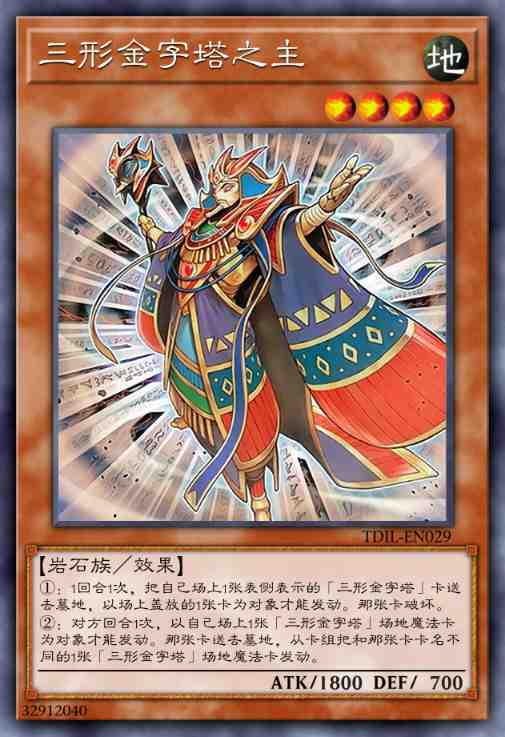 三形金字塔之主
地
TDIL-EN029
【岩石族／效果】
①：1回合1次，把自己场上1张表侧表示的「三形金字塔」卡送
去墓地，以场上盖放的1张卡为对象才能发动。那张卡破坏。
②：对方回合1次，以自己场上1张「三形金字塔」场地魔法卡
为对象才能发动。那张卡送去墓地，从卡组把和那张卡卡名不
同的1张「三形金字塔」场地魔法卡发动。
ATK/1800 DEF/ 700
32912040